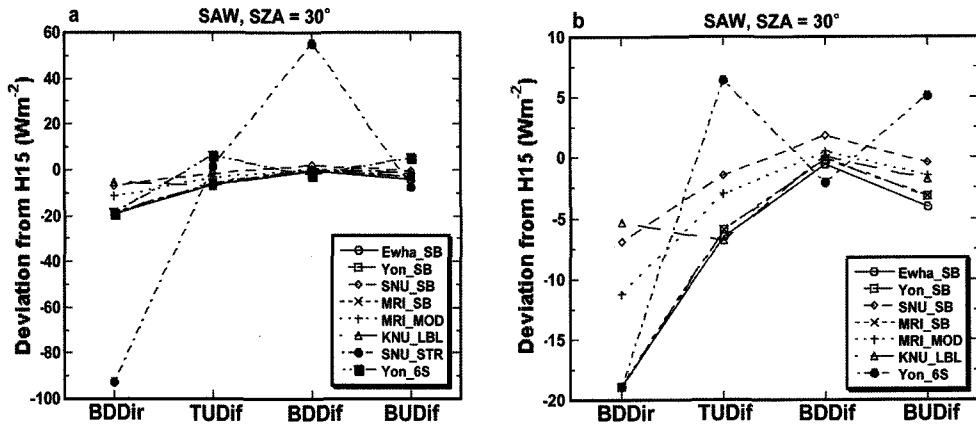 a
SAW, SZA = 30°
Deviation from H15 (Wm-2)
60
40
20
0
-20
-40
-60
-80
-100
BDDir
TUDif
BDDif
BUDif
Ewha_SB
Yon_SB
SNU_SB
MRI_SB
MRI_MOD
KNU_LBL
SNU_STR
Yon_6S
b
SAW, SZA = 30°
Deviation from H15 (Wm-2)
10
5
0
-5
-10
-15
-20
BDDir
TUDif
BDDif
BUDif
Ewha_SB
Yon_SB
SNU_SB
MRI_SB
MRI_MOD
KNU_LBL
Yon_6S